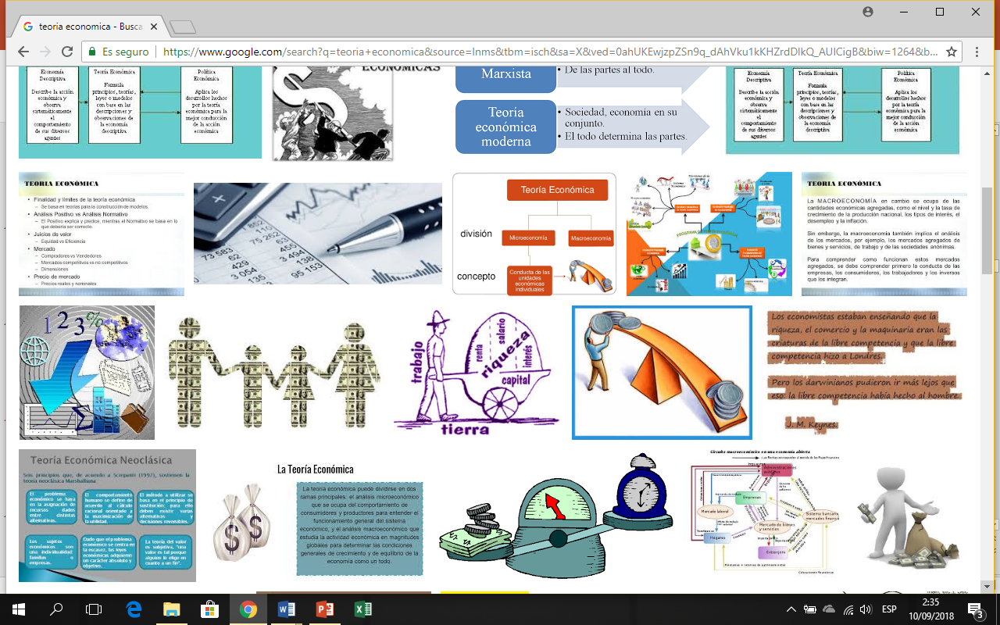 teoria economica - Busca
Es seguro
https://www.google.com/search?q=teoria+economica&source=lnms&tbm=isch&sa=X&ved=0ahUKEwjzpZSn9q_dAhVku1kKHZrdDlkQ_AUICigB&biw=1264&b...
Economía
Descriptiva
Describe la acción
económica y
observa
sistemáticamente
el
comportamiento
de sus diversos
agentes
Teoría Económica
Formula
principios, teorías,
leyes o modelos
con base en las
descripciones y
observaciones de
la economía
descriptiva
Política
Económica
Aplica los
desarrollos hechos
por la teoría
económica para la
mejor conducción
de la acción
económica
ECONÓMICAS
Marxista
• De las partes al todo.
Teoría
económica
moderna
• Sociedad, economía en su
conjunto.
• El todo determina las partes.
Economía
Descriptiva
Describe la acción
económica y
observa
sistemáticamente
el
comportamiento
de sus diversos
agentes
Teoría Económica
Formula
principios, teorías,
leyes o modelos
con base en las
descripciones y
observaciones de
la economía
descriptiva
Política
Económica
Aplica los
desarrollos hechos
por la teoría
económica para la
mejor conducción
de la acción
económica
TEORIA ECONÓMICA
• Finalidad y límites de la teoría económica
– Se basa en teorías para la construcción de modelos.
• Análisis Positivo vs Análisis Normativo
– El Positivo explica y predice, mientras el Normativo se basa en lo
que debería ser correcto.
• Juicios de valor
– Equidad vs Eficiencia
• Mercado
– Compradores vs Vendedores
– Mercados competitivos vs no competitivos
– Dimensiones
• Precio de mercado
– Precios reales y nominales
73 583
429
3 054
62
455
3 494
138
95 153
Teoría Económica
división
Microeconomía
Macroeconomía
concepto
Conducta de las
unidades
económicas
individuales
TEORIA ECONÓMICA
La MACROECONOMÍA en cambio se ocupa de las
cantidades económicas agregadas, como el nivel y la tasa de
crecimiento de la producción nacional, los tipos de interés, el
desempleo y la inflación.
Sin embargo, la macroeconomía también implica el análisis
de los mercados, por ejemplo, los mercados agregados de
bienes y servicios, de trabajo y de las sociedades anónimas.
Para comprender como funcionan estos mercados
agregados, se debe comprender primero la conducta de las
empresas, los consumidores, los trabajadores y los inversos
que los integran.
1 2 3 %
trabajo
renta
riqueza
salario
interés
capital
tierra
Los economistas estaban enseñando que la
riqueza, el comercio y la maquinaria eran las
criaturas de la libre competencia y que la libre
competencia hizo a Londres.
Pero los darwinianos pudieron ir más lejos que
eso: la libre competencia había hecho al hombre.
J. M. Keynes.
Teoría Económica Neoclásica
Seis principios que, de acuerdo a Screpanti (1997), sostienen la
teoría neoclásica Marshalliana:
El problema
económico se haya
en la asignación de
recursos dados
entre distintas
alternativas.
El comportamiento
humano se define de
acuerdo al cálculo
racional orientado a
la maximización de
la utilidad.
El método a utilizar se
basa en el principio de
sustitución; para ello
deben existir varias
alternativas y
decisiones reversibles.
Los sujetos
económicos son
una individualidad:
familias o
empresas.
Dado que el problema
económico se centra en
la escasez, las leyes
económicas adquieren
un carácter absoluto y
objetivo.
La teoría del valor
es subjetiva, "una
valor es tal porque
alguien lo elige en
cuanto a un fin".
$ $
La Teoría Económica
La teoría económica puede dividirse en dos
ramas principales: el análisis microeconómico
que se ocupa del comportamiento de
consumidores y productores para entender el
funcionamiento general del sistema
económico, y el análisis macroeconómico que
estudia la actividad económica en magnitudes
globales para determinar las condiciones
generales de crecimiento y de equilibrio de la
economía como un todo.
Circuito macroeconómico en una economía abierta
Administraciones
Empresas
Mercado laboral
Sistema bancario
mercados financi
Mercado de bienes
y servicios
Hogares
Extranjero
ESP
2:35
10/09/2018
3